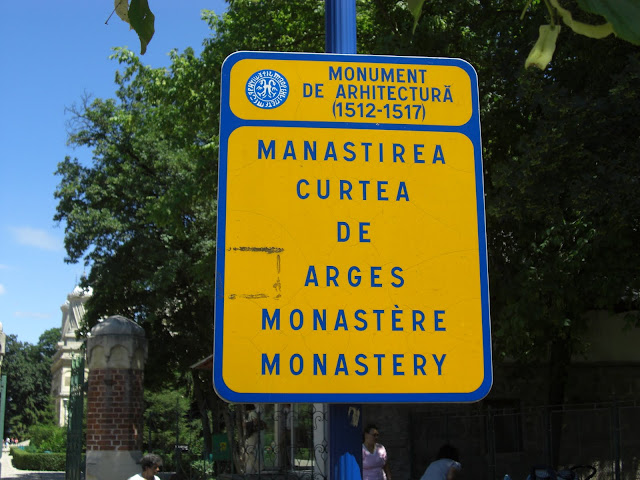 MONUMENT
DE ARHITECTURĂ
(1512-1517)
MANASTIREA
CURTEA
DE
ARGES
MONASTÈRE
MONASTERY